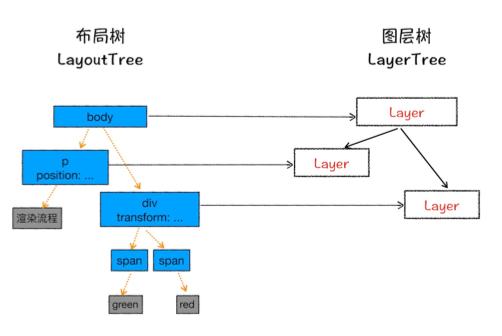 布局树
LayoutTree
图层树
LayerTree
body
Layer
p
position: ...
Layer
div
transform: ...
Layer
渲染流程
span
span
green
red